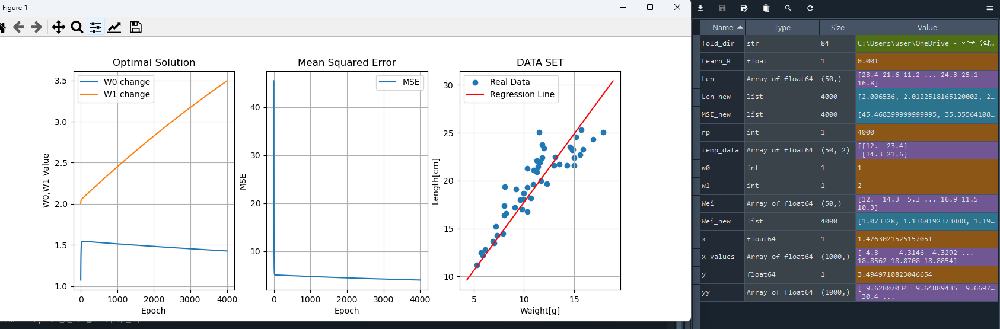 Figure 1
Optimal Solution
W0 change
W1 change
3.5
3.0
2.5
2.0
1.5
1.0
W0,W1 Value
0
1000
2000
3000
4000
Epoch
Mean Squared Error
MSE
40
30
20
10
MSE
0
1000
2000
3000
4000
Epoch
DATA SET
Real Data
Regression Line
30
25
20
15
10
Length[cm]
5
10
15
Weight[g]
Name Type Size Value
fold_dir str 84 C:\Users\user\OneDrive - 한국공학…
Learn_R float 1 0.001
Len Array of float64 (50,) [23.4 21.6 11.2 ... 24.3 25.1
16.8]
Len_new list 4000 [2.006536, 2.0122518165120002, 2…
MSE_new list 4000 [45.468399999999995, 35.35564108…
rp int 1 4000
temp_data Array of float64 (50, 2) [[12. 23.4]
[14.3 21.6]
w0 int 1 1
w1 int 1 2
Wei Array of float64 (50,) [12. 14.3 5.3 ... 16.9 11.5
10.3]
Wei_new list 4000 [1.073328, 1.1368192373888, 1.19…
x float64 1 1.4263021525157051
x_values Array of float64 (1000,) [ 4.3 4.3146 4.3292 ...
18.8562 18.8708 18.8854]
y float64 1 3.4949710823046654
yy Array of float64 (1000,) [ 9.62807034 9.64889435 9.6697…
30.4 ...